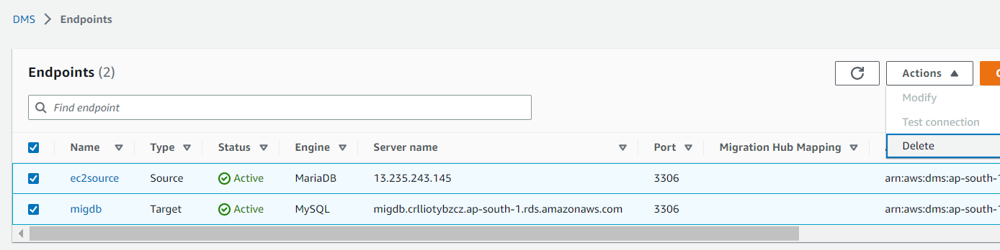 DMS > Endpoints
Endpoints (2)
Actions
Find endpoint
Modify
Test connection
Delete
Name Type Status Engine Server name Port Migration Hub Mapping
ec2source Source Active MariaDB 13.235.243.145 3306 arn:aws:dms:ap-south-1
migdb Target Active MySQL migdb.crlliotybzcz.ap-south-1.rds.amazonaws.com 3306 arn:aws:dms:ap-south-1